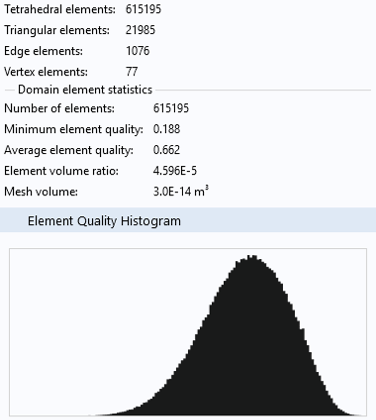 Tetrahedral elements: 615195
Triangular elements: 21985
Edge elements: 1076
Vertex elements: 77
Domain element statistics
Number of elements: 615195
Minimum element quality: 0.188
Average element quality: 0.662
Element volume ratio: 4.596E-5
Mesh volume: 3.0E-14 m³
Element Quality Histogram